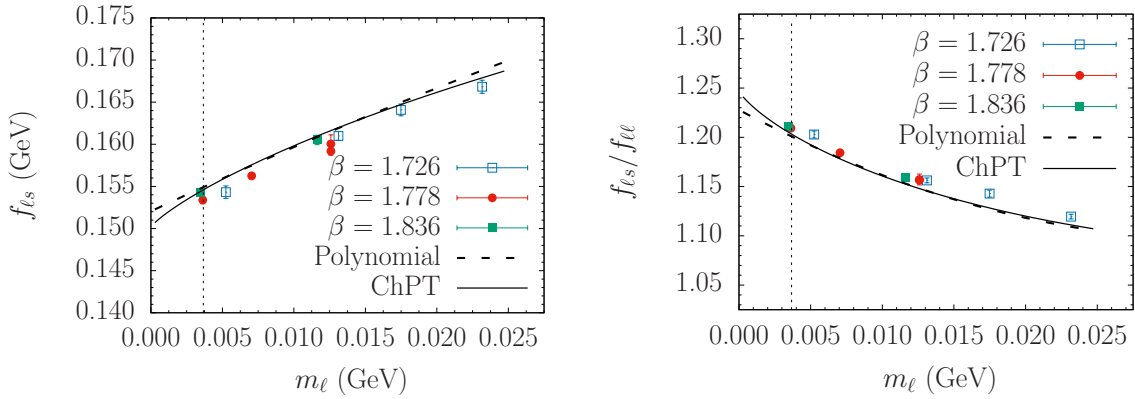 0.170
0.165
0.160
0.155
0.150
0.145
0.140
f_{ℓs} (GeV)
β = 1.726
β = 1.778
β = 1.836
Polynomial
ChPT
0.000 0.005 0.010 0.015 0.020 0.025
m_ℓ (GeV)
1.30
1.25
1.20
1.15
1.10
1.05
f_{ℓs}/f_{ℓℓ}
β = 1.726
β = 1.778
β = 1.836
Polynomial
ChPT
0.000 0.005 0.010 0.015 0.020 0.025
m_ℓ (GeV)